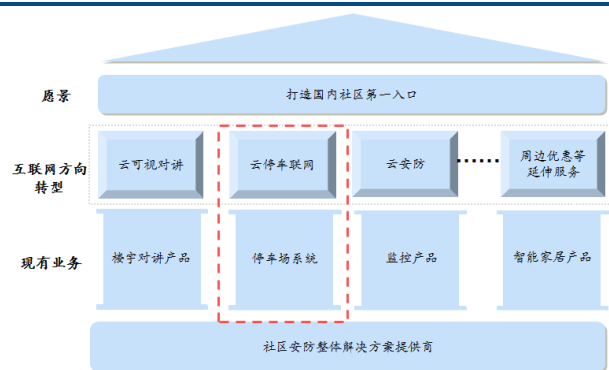 愿景
打造国内社区第一入口
互联网方向
转型
云可视对讲
云停车联网
云安防
......
周边优惠等
延伸服务
现有业务
楼宇对讲产品
停车场系统
监控产品
智能家居产品
社区安防整体解决方案提供商